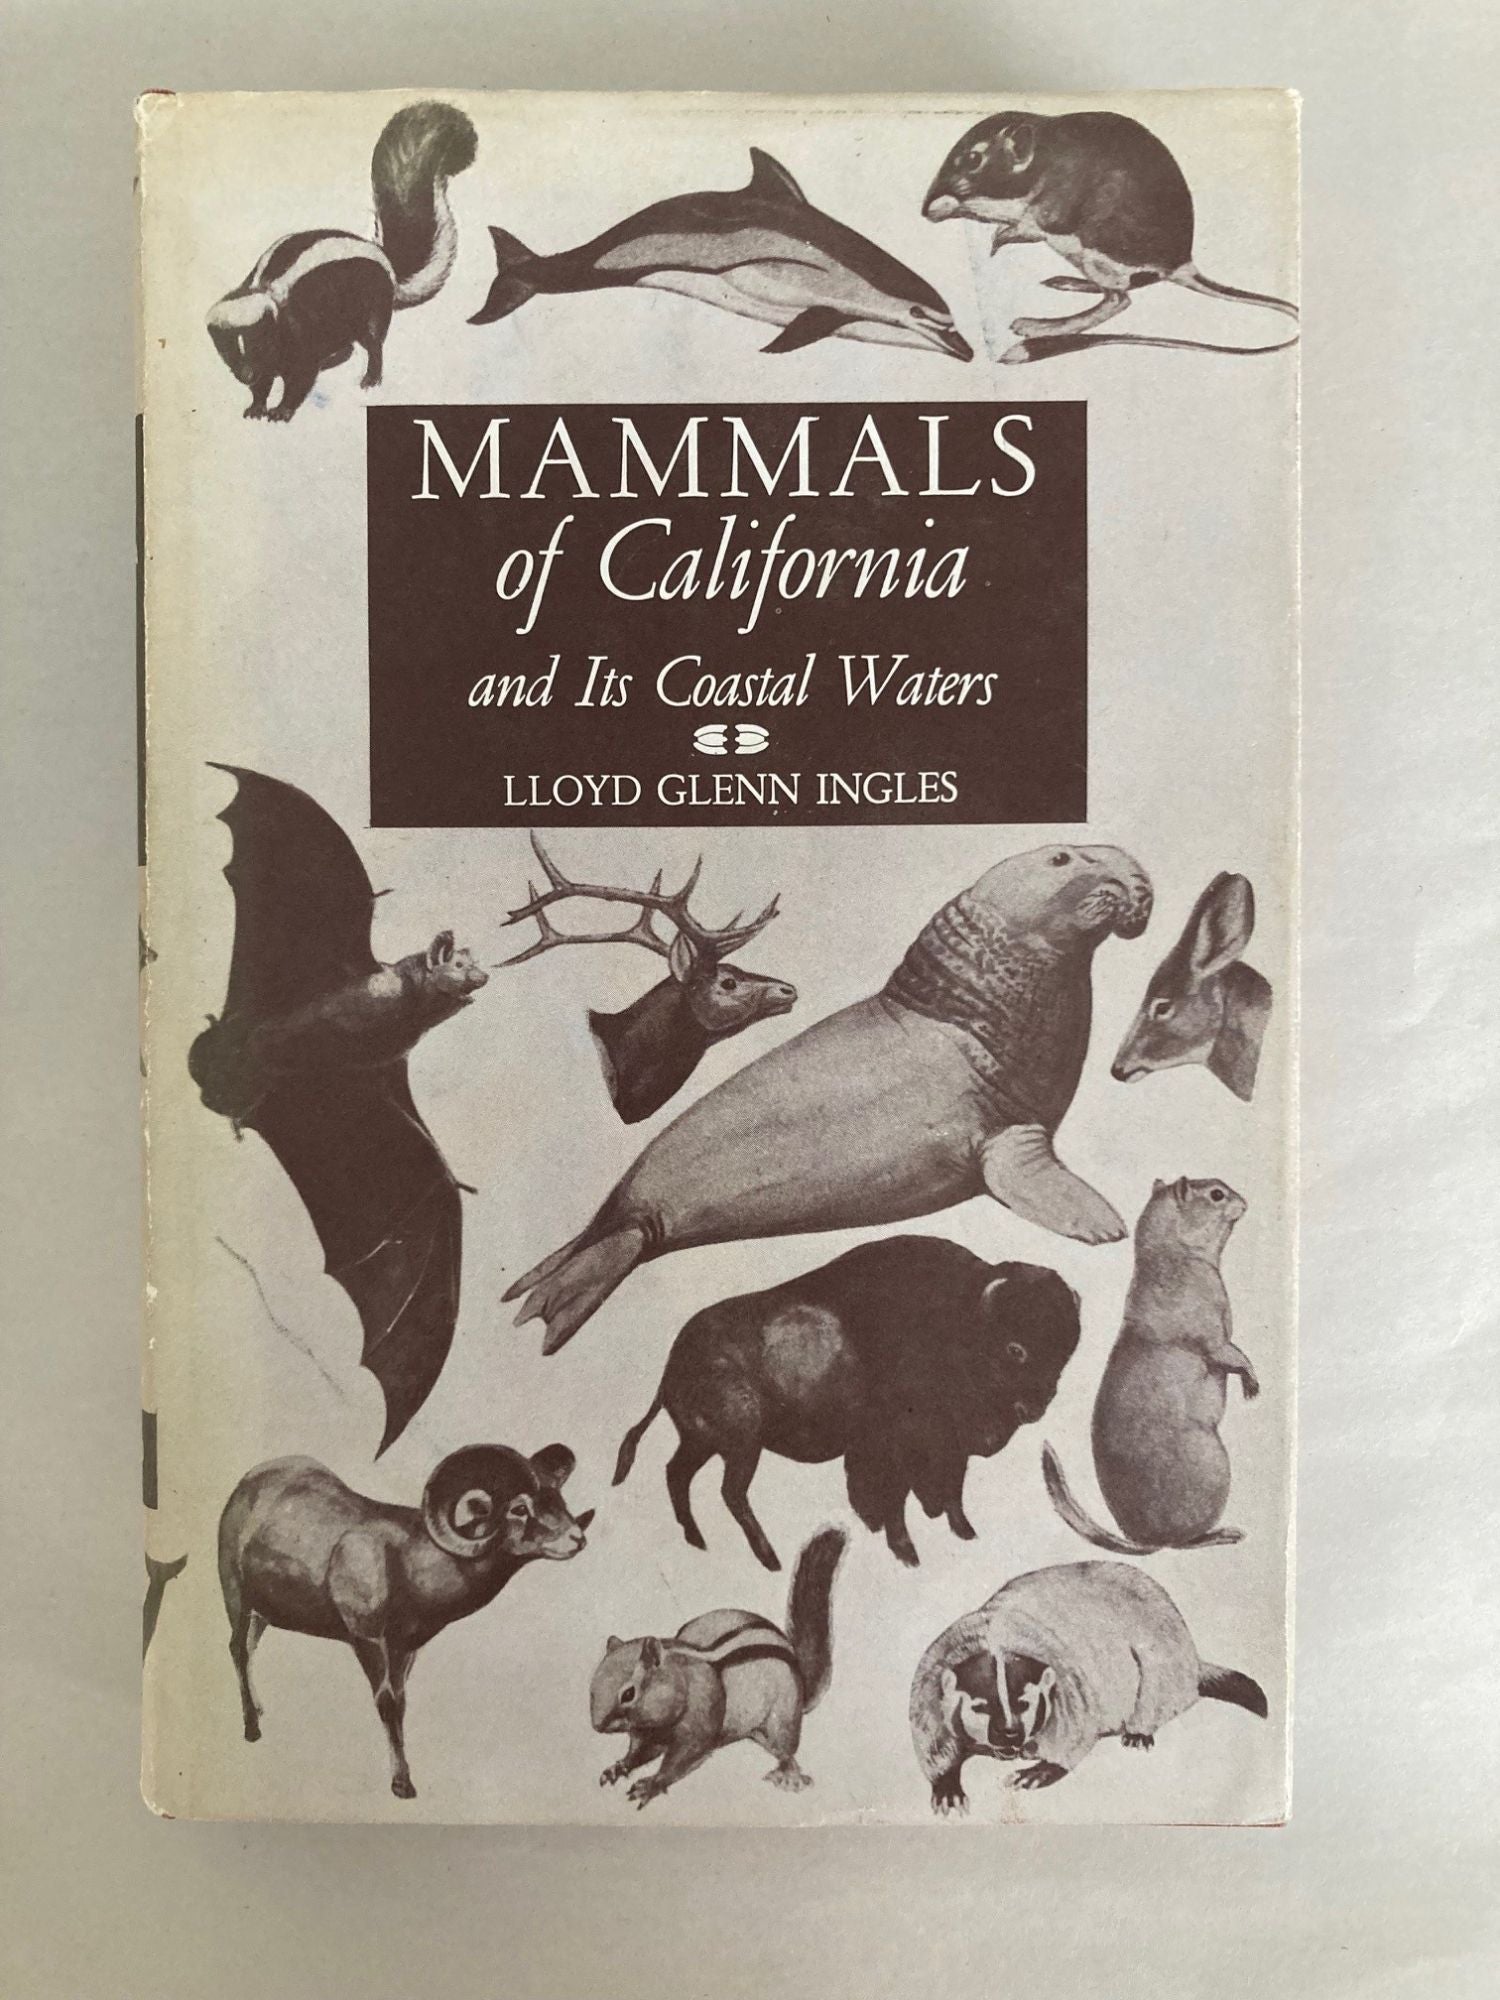 MAMMALS
of California
and Its Coastal Waters
LLOYD GLENN INGLES